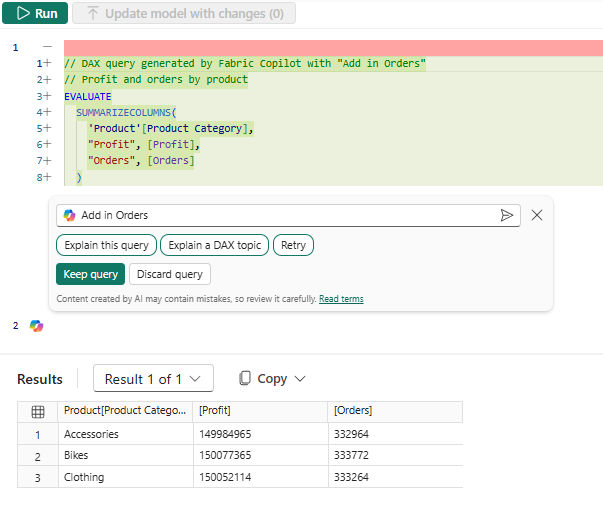 Run Update model with changes (0)
1 −
1+ // DAX query generated by Fabric Copilot with "Add in Orders"
2+ // Profit and orders by product
3+ EVALUATE
4+ SUMMARIZECOLUMNS(
5+ 'Product'[Product Category],
6+ "Profit", [Profit],
7+ "Orders", [Orders]
8+ )
Add in Orders
Explain this query Explain a DAX topic Retry
Keep query Discard query
Content created by AI may contain mistakes, so review it carefully. Read terms
2
Results Result 1 of 1 Copy
Product[Product Catego... [Profit] [Orders]
1 Accessories 149984965 332964
2 Bikes 150077365 333772
3 Clothing 150052114 333264